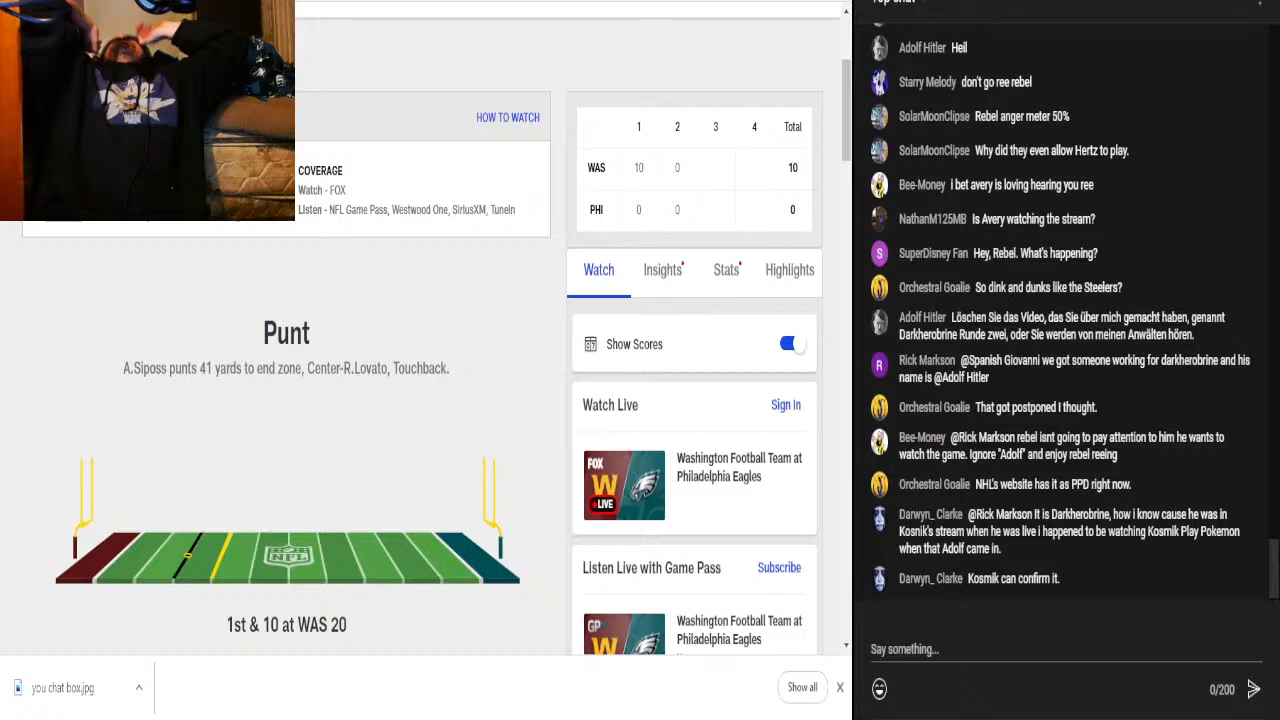 HOW TO WATCH
COVERAGE
Watch - FOX
Listen - NFL Game Pass, Westwood One, SiriusXM, TuneIn
Punt
A.Siposs punts 41 yards to end zone, Center-R.Lovato, Touchback.
NFL
1st & 10 at WAS 20
1 2 3 4 Total
WAS 10 0 10
PHI 0 0 0
Watch Insights Stats Highlights
Show Scores
Watch Live Sign In
FOX
W
LIVE
Washington Football Team at
Philadelphia Eagles
Listen Live with Game Pass Subscribe
GP
W
Washington Football Team at
Philadelphia Eagles
you chat box.jpg
Show all X
Adolf Hitler Heil
Starry Melody don't go ree rebel
SolarMoonClipse Rebel anger meter 50%
SolarMoonClipse Why did they even allow Hertz to play.
Bee-Money i bet avery is loving hearing you ree
NathanM125MB Is Avery watching the stream?
S SuperDisney Fan Hey, Rebel. What's happening?
Orchestral Goalie So dink and dunks like the Steelers?
Adolf Hitler Löschen Sie das Video, das Sie über mich gemacht haben, genannt
Darkherobrine Runde zwei, oder Sie werden von meinen Anwälten hören.
R Rick Markson @Spanish Giovanni we got someone working for darkherobrine and his
name is @Adolf Hitler
Orchestral Goalie That got postponed I thought.
Bee-Money @Rick Markson rebel isnt going to pay attention to him he wants to
watch the game. Ignore "Adolf" and enjoy rebel reeing
Orchestral Goalie NHL's website has it as PPD right now.
Darwyn_ Clarke @Rick Markson It is Darkherobrine, how i know cause he was in
Kosnik's stream when he was live i happened to be watching Kosmik Play Pokemon
when that Adolf came in.
Darwyn_ Clarke Kosmik can confirm it.
Say something...
0/200